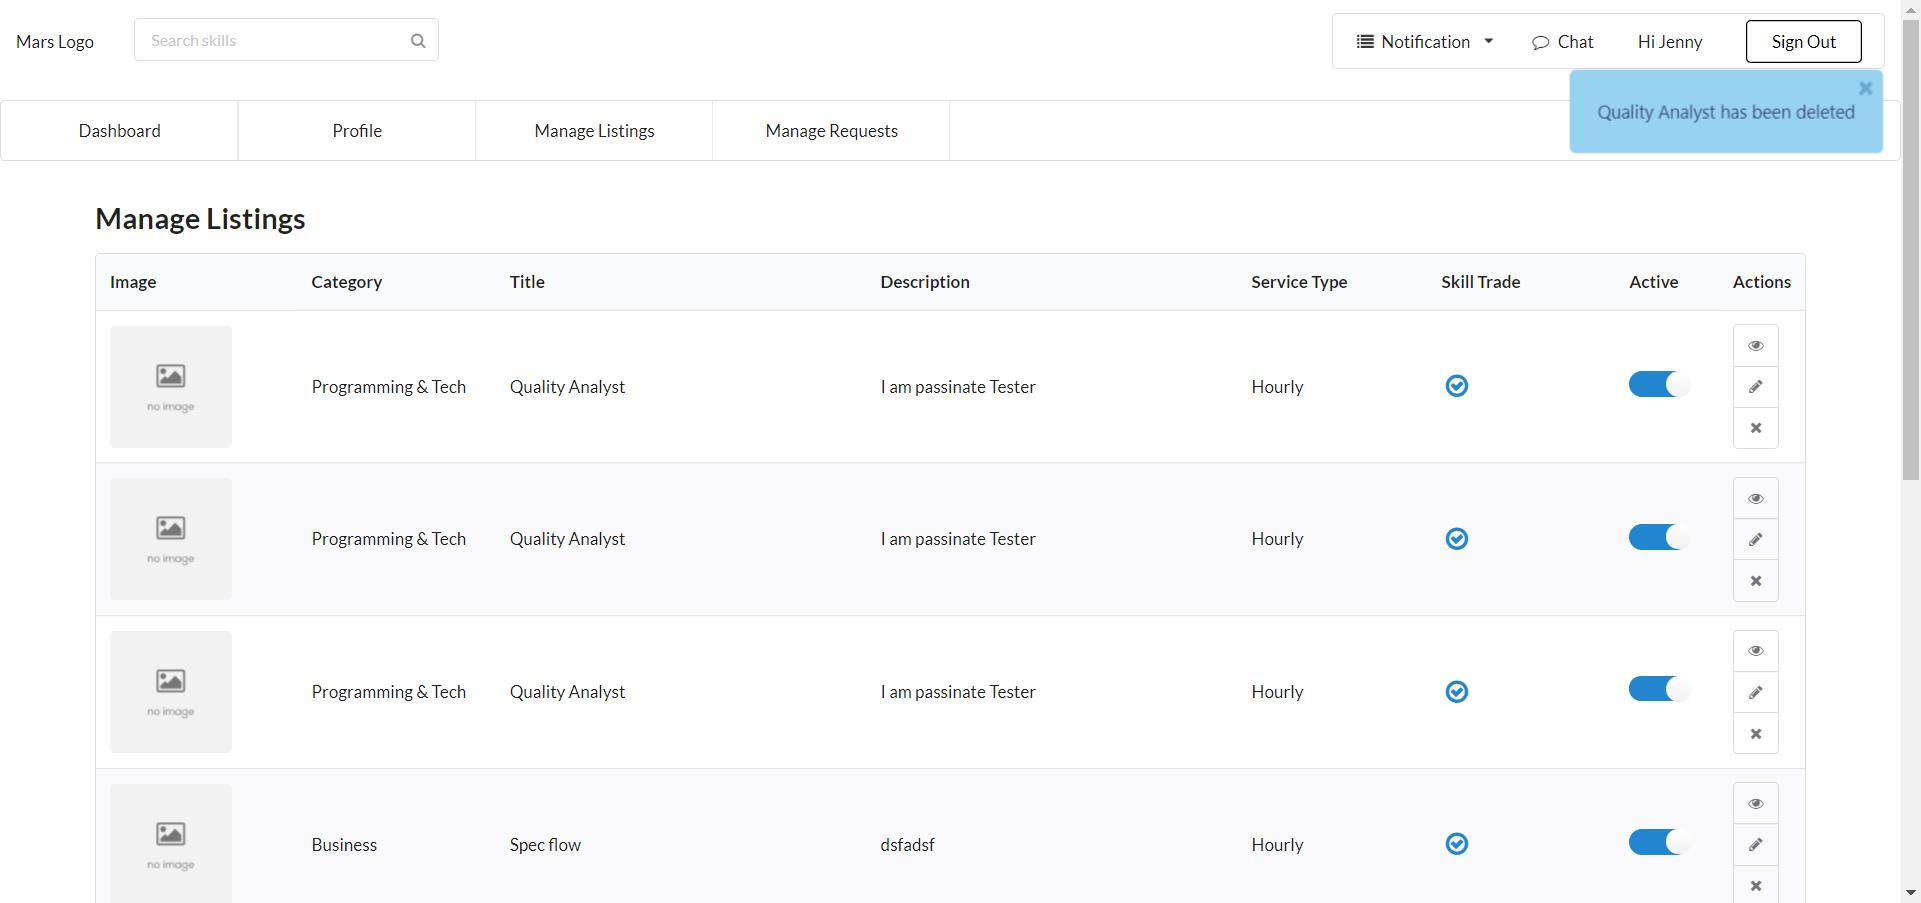 Mars Logo
Search skills
Notification
Chat
Hi Jenny
Sign Out
Quality Analyst has been deleted
Dashboard
Profile
Manage Listings
Manage Requests
Manage Listings
Image Category Title Description Service Type Skill Trade Active Actions
no image
Programming & Tech Quality Analyst I am passinate Tester Hourly
no image
Programming & Tech Quality Analyst I am passinate Tester Hourly
no image
Programming & Tech Quality Analyst I am passinate Tester Hourly
no image
Business Spec flow dsfadsf Hourly